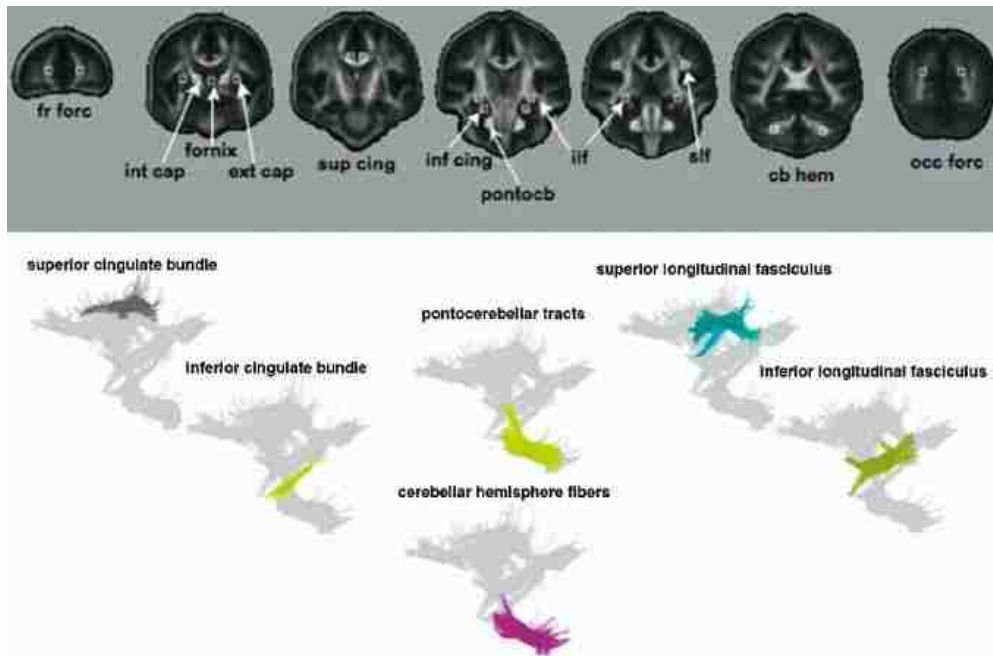 fr forc
int cap
fornix
ext cap
sup cing
inf cing
pontocb
ilf
slf
cb hem
occ forc
superior cingulate bundle
inferior cingulate bundle
pontocerebellar tracts
cerebellar hemisphere fibers
superior longitudinal fasciculus
inferior longitudinal fasciculus